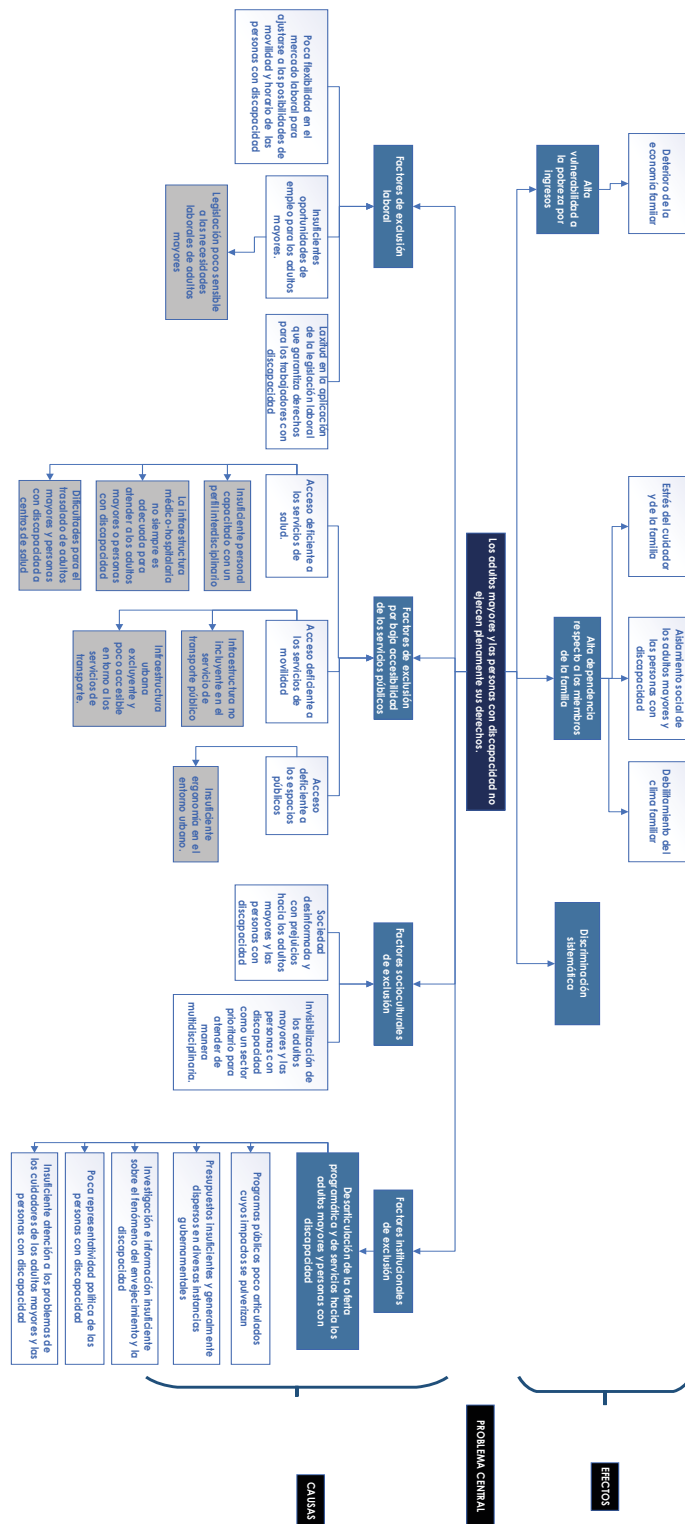 Deterioro de la
economía familiar
Estrés del cuidador
y de la familia
Aislamiento social de
los adultos mayores y
las personas con
discapacidad
Debilitamiento del
clima familiar
Alta
vulnerabilidad a
la pobreza por
ingresos
Alta dependencia
respecto a los miembros
de la familia
Discriminación
sistemática
EFECTOS
Los adultos mayores y las personas con discapacidad no
ejercen plenamente sus derechos.
PROBLEMA CENTRAL
Factores de exclusión
laboral
Factores de exclusión
por baja accesibilidad
de los servicios públicos
Factores socioculturales
de exclusión
Factores institucionales
de exclusión
Poca flexibilidad en el
mercado laboral para
ajustarse a las posibilidades de
movilidad y horario de las
personas con discapacidad
Insuficientes
oportunidades de
empleo para los adultos
mayores.
Laxitud en la aplicación
de la legislación laboral
que garantiza derechos
para los trabajadores con
discapacidad
Legislación poco sensible
a las necesidades
laborales de adultas
mayores
Acceso deficiente a
los servicios de
salud.
Insuficiente personal
capacitado con un
perfil interdisciplinario
La infraestructura
médico-hospitalaria
no siempre es
adecuada para
atender a los adultos
mayores o personas
con discapacidad
Dificultades para el
traslado de adultos
mayores y personas
con discapacidad a
centros de salud
Acceso deficiente a
los servicios de
movilidad
Infraestructura no
incluyente en el
servicio de
transporte público
Infraestructura
urbana
excluyente y
poco accesible
en torno a los
servicios de
transporte.
Acceso
deficiente a
los espacios
públicos
Insuficiente
ergonomía en el
entorno urbano.
Sociedad
desinformada y
con prejuicios
hacia los adultos
mayores y las
personas con
discapacidad
Invisibilización de
los adultos
mayores y las
personas con
discapacidad
como un sector
prioritario para
atender de
manera
multidisciplinaria.
Desarticulación de la oferta
programática y de servicios hacia los
adultos mayores y personas con
discapacidad
Programas públicos poco articulados
cuyos impactos se pulverizan
Presupuestos insuficientes y generalmente
dispersos en diversas instancias
gubernamentales
Investigación e información insuficiente
sobre el fenómeno del envejecimiento y la
discapacidad
Poca representatividad política de las
personas con discapacidad
Insuficiente atención a los problemas de
los cuidadores de los adultos mayores y las
personas con discapacidad
CAUSAS